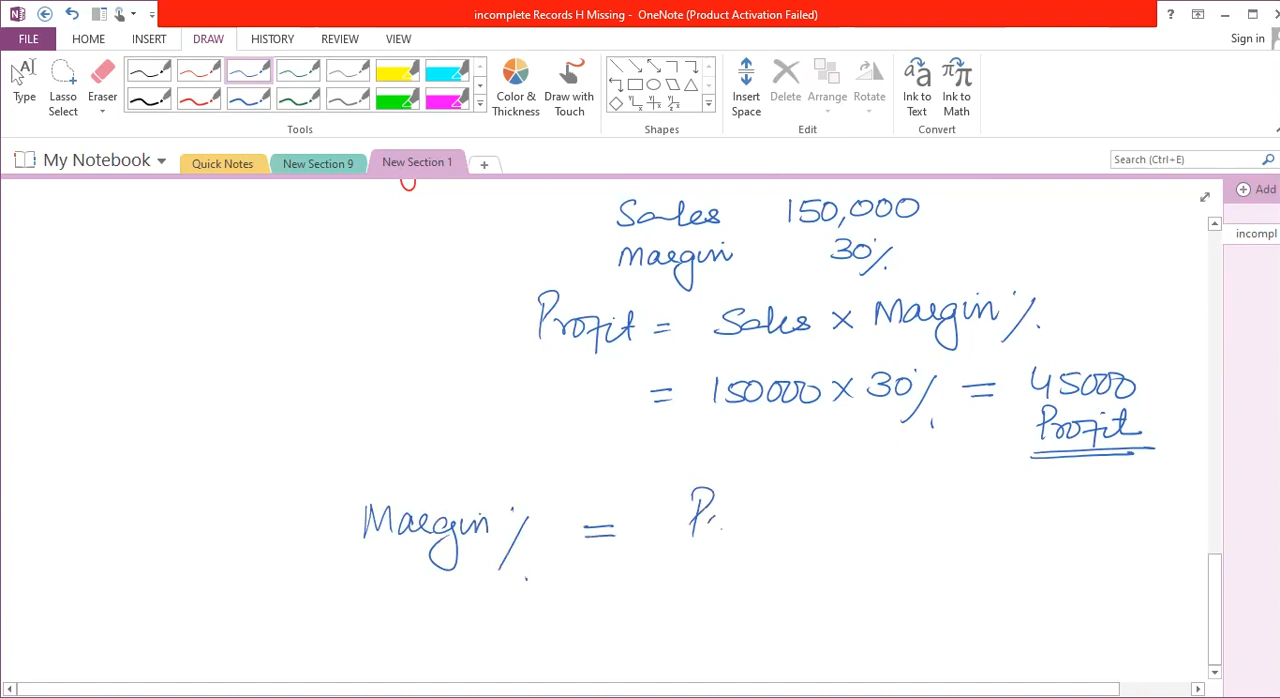 incomplete Records H Missing - OneNote (Product Activation Failed)
? 
FILE HOME INSERT DRAW HISTORY REVIEW VIEW Sign in
Type Lasso Select Eraser Color & Thickness Draw with Touch Insert Space Delete Arrange Rotate Ink to Text Ink to Math
Tools Shapes Edit Convert
My Notebook Quick Notes New Section 9 New Section 1 + Search (Ctrl+E)
Add
incompl
Sales 150,000
Margin 30%
Profit = Sales × Margin %.
= 150000 × 30% = 45000
Profit
Margin % = Pr